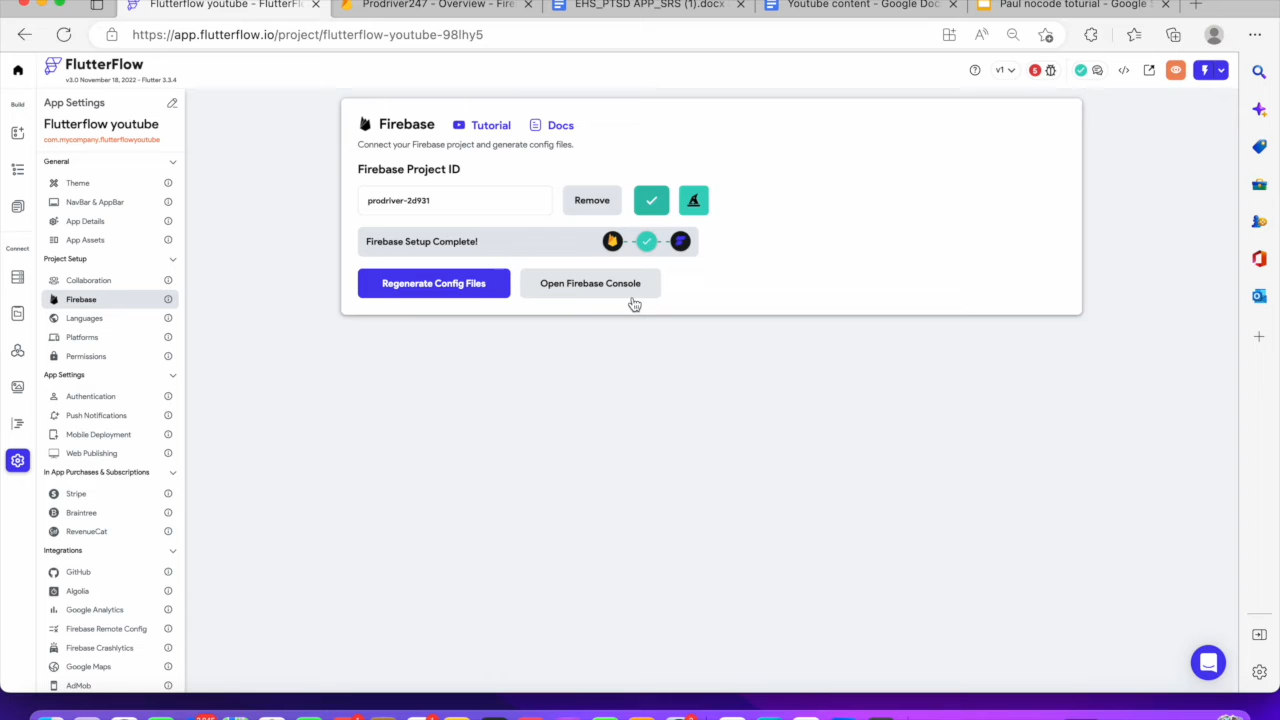 Flutterflow youtube - FlutterFl
Prodriver247 - Overview - Fireb
EHS_PTSD APP_SRS (1).docx
Youtube content - Google Doc
Paul nocode toturial - Google S
https://app.flutterflow.io/project/flutterflow-youtube-98lhy5
FlutterFlow
v3.0 November 18, 2022 - Flutter 3.3.4
v1
5
Build
Connect
App Settings
Flutterflow youtube
com.mycompany.flutterflowyoutube
General
Theme
NavBar & AppBar
App Details
App Assets
Project Setup
Collaboration
Firebase
Languages
Platforms
Permissions
App Settings
Authentication
Push Notifications
Mobile Deployment
Web Publishing
In App Purchases & Subscriptions
Stripe
Braintree
RevenueCat
Integrations
GitHub
Algolia
Google Analytics
Firebase Remote Config
Firebase Crashlytics
Google Maps
AdMob
Firebase
Tutorial
Docs
Connect your Firebase project and generate config files.
Firebase Project ID
prodriver-2d931
Remove
Firebase Setup Complete!
Regenerate Config Files
Open Firebase Console